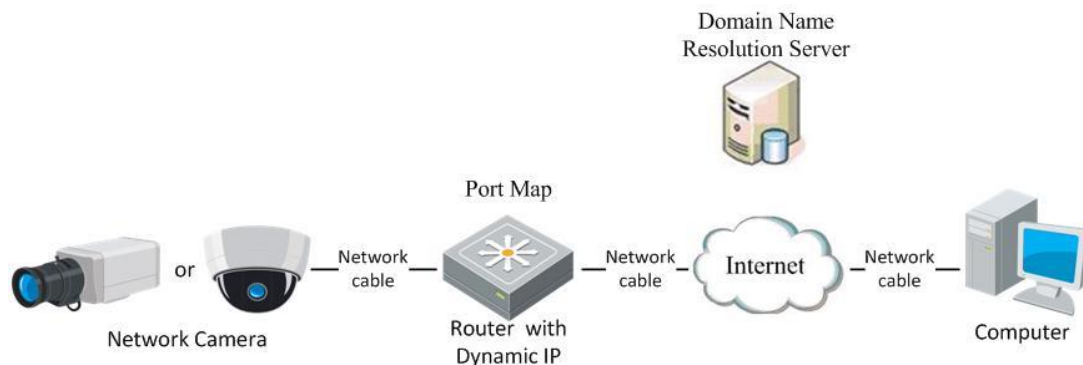 Domain Name
Resolution Server
Port Map
or
Network
cable
Network
cable
Internet
Network
cable
Network Camera
Router with
Dynamic IP
Computer